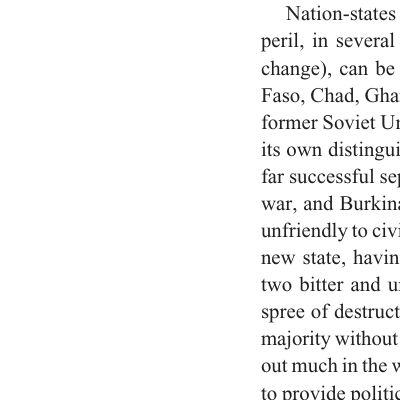 Nation-states
peril, in several
change), can be
Faso, Chad, Gha
former Soviet Un
its own distingui
far successful sep
war, and Burkina
unfriendly to civi
new state, havin
two bitter and u
spree of destruct
majority without
out much in the w
to provide politic